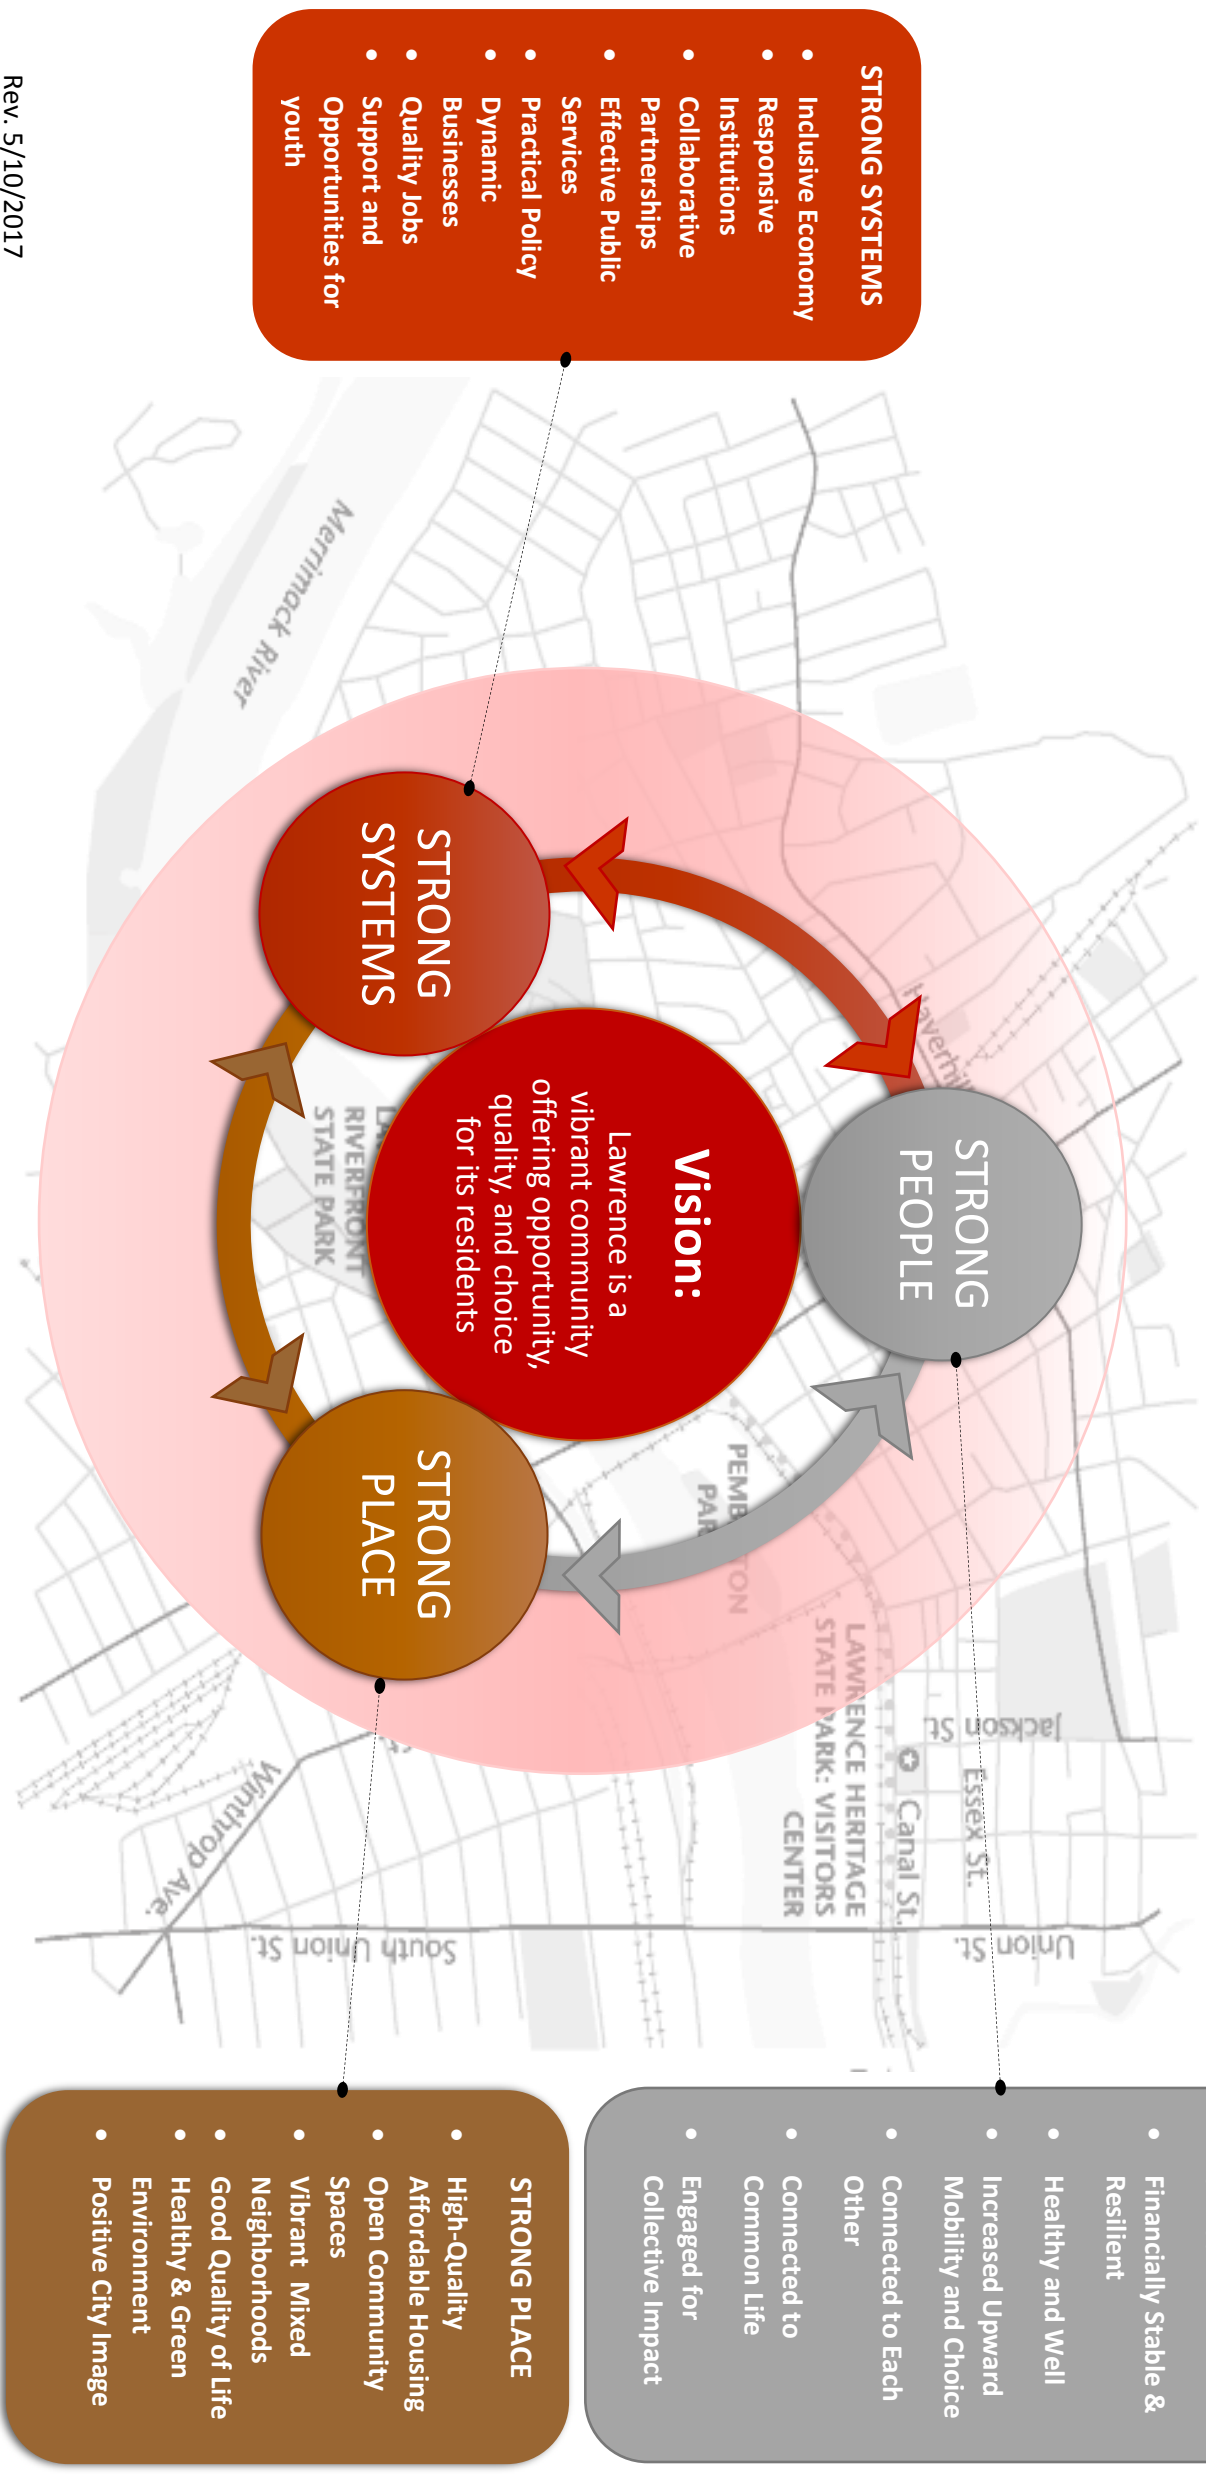 STRONG SYSTEMS
• Inclusive Economy
• Responsive
Institutions
• Collaborative
Partnerships
• Effective Public
Services
• Practical Policy
• Dynamic
Businesses
• Quality Jobs
• Support and
Opportunities for
youth
STRONG
PEOPLE
Vision:
Lawrence is a
vibrant community
offering opportunity,
quality, and choice
for its residents
STRONG
SYSTEMS
STRONG
PLACE
• Financially Stable &
Resilient
• Healthy and Well
• Increased Upward
Mobility and Choice
• Connected to Each
Other
• Connected to
Common Life
• Engaged for
Collective Impact
STRONG PLACE
• High-Quality
Affordable Housing
• Open Community
Spaces
• Vibrant  Mixed
Neighborhoods
• Good Quality of Life
• Healthy & Green
Environment
• Positive City Image
Merrimack River
Haverhill
RIVERFRONT
STATE PARK
LAWRENCE HERITAGE
STATE PARK: VISITORS
CENTER
Jackson St.
Essex St.
Canal St.
Union St.
South Union St.
Winthrop Ave.
Rev. 5/10/2017